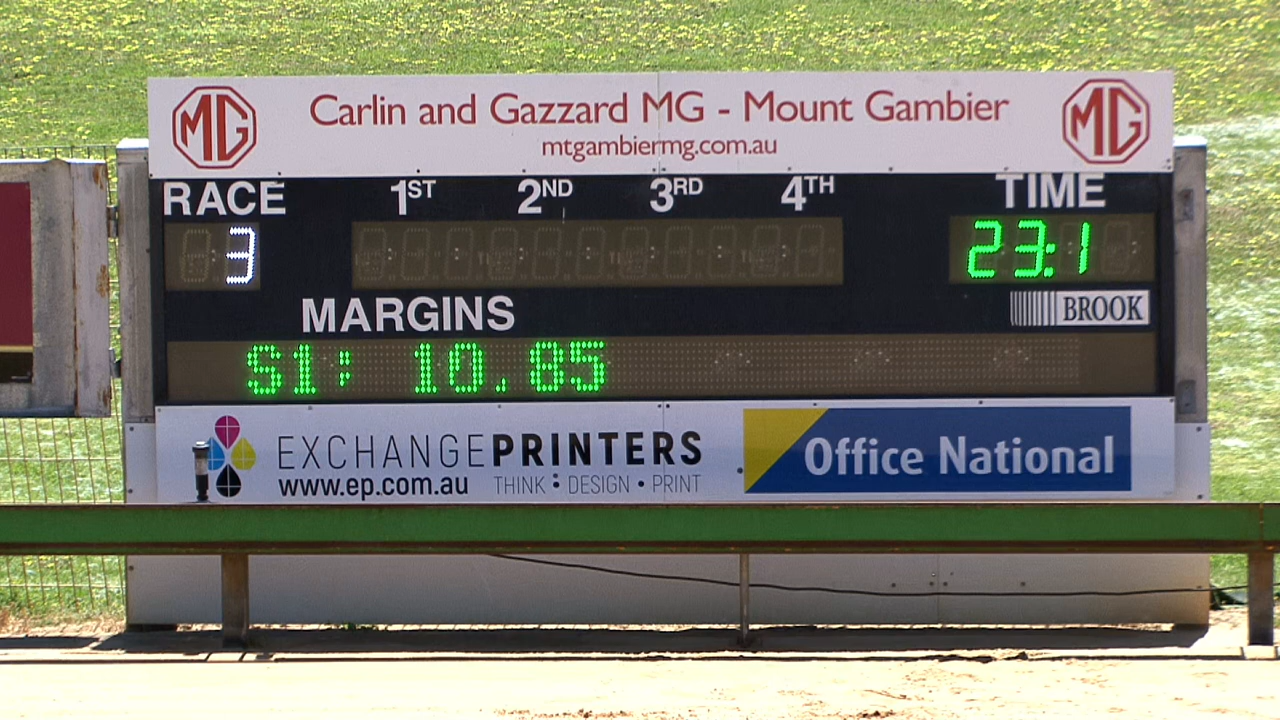 MG Carlin and Gazzard MG - Mount Gambier MG
mtgambiermg.com.au
RACE 1ST 2ND 3RD 4TH TIME
3 23:1
MARGINS BROOK
S1: 10.85
EXCHANGEPRINTERS Office National
www.ep.com.au THINK • DESIGN • PRINT